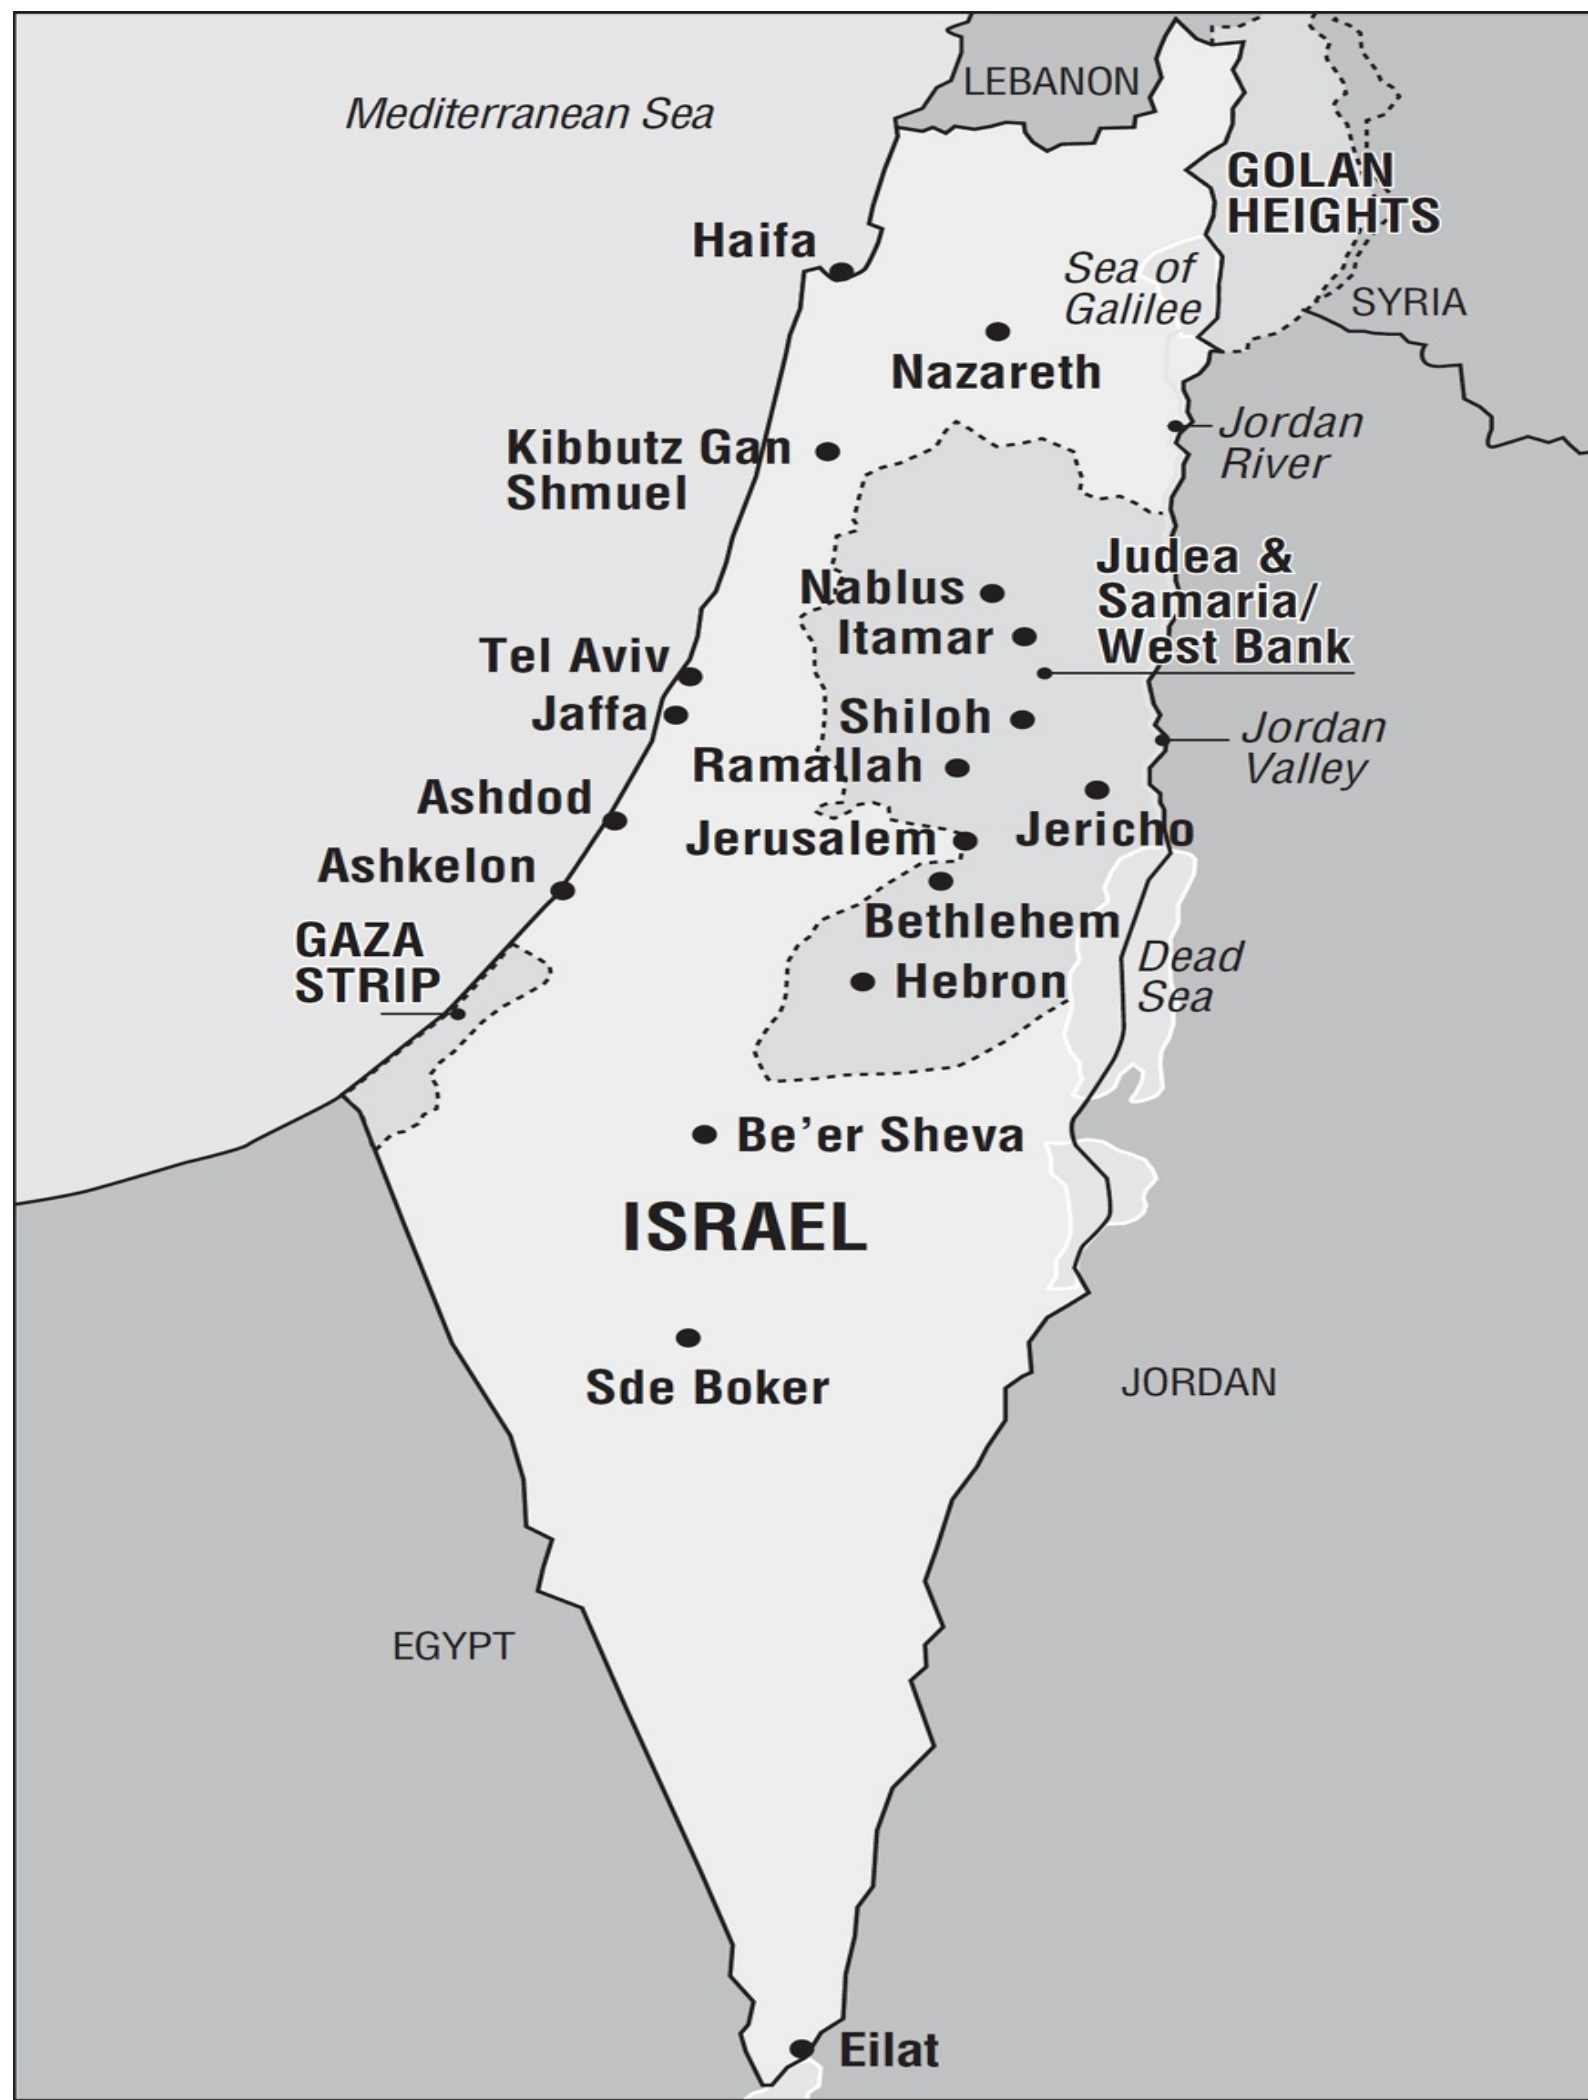 LEBANON
Mediterranean Sea
GOLAN
HEIGHTS
Haifa
Sea of
Galilee
SYRIA
Nazareth
Jordan
River
Kibbutz Gan
Shmuel
Judea &
Samaria/
West Bank
Nablus
Itamar
Tel Aviv
Jaffa
Shiloh
Jordan
Valley
Ramallah
Ashdod
Jerusalem
Jericho
Ashkelon
Bethlehem
GAZA
STRIP
Dead
Sea
Hebron
Be’er Sheva
ISRAEL
Sde Boker
JORDAN
EGYPT
Eilat